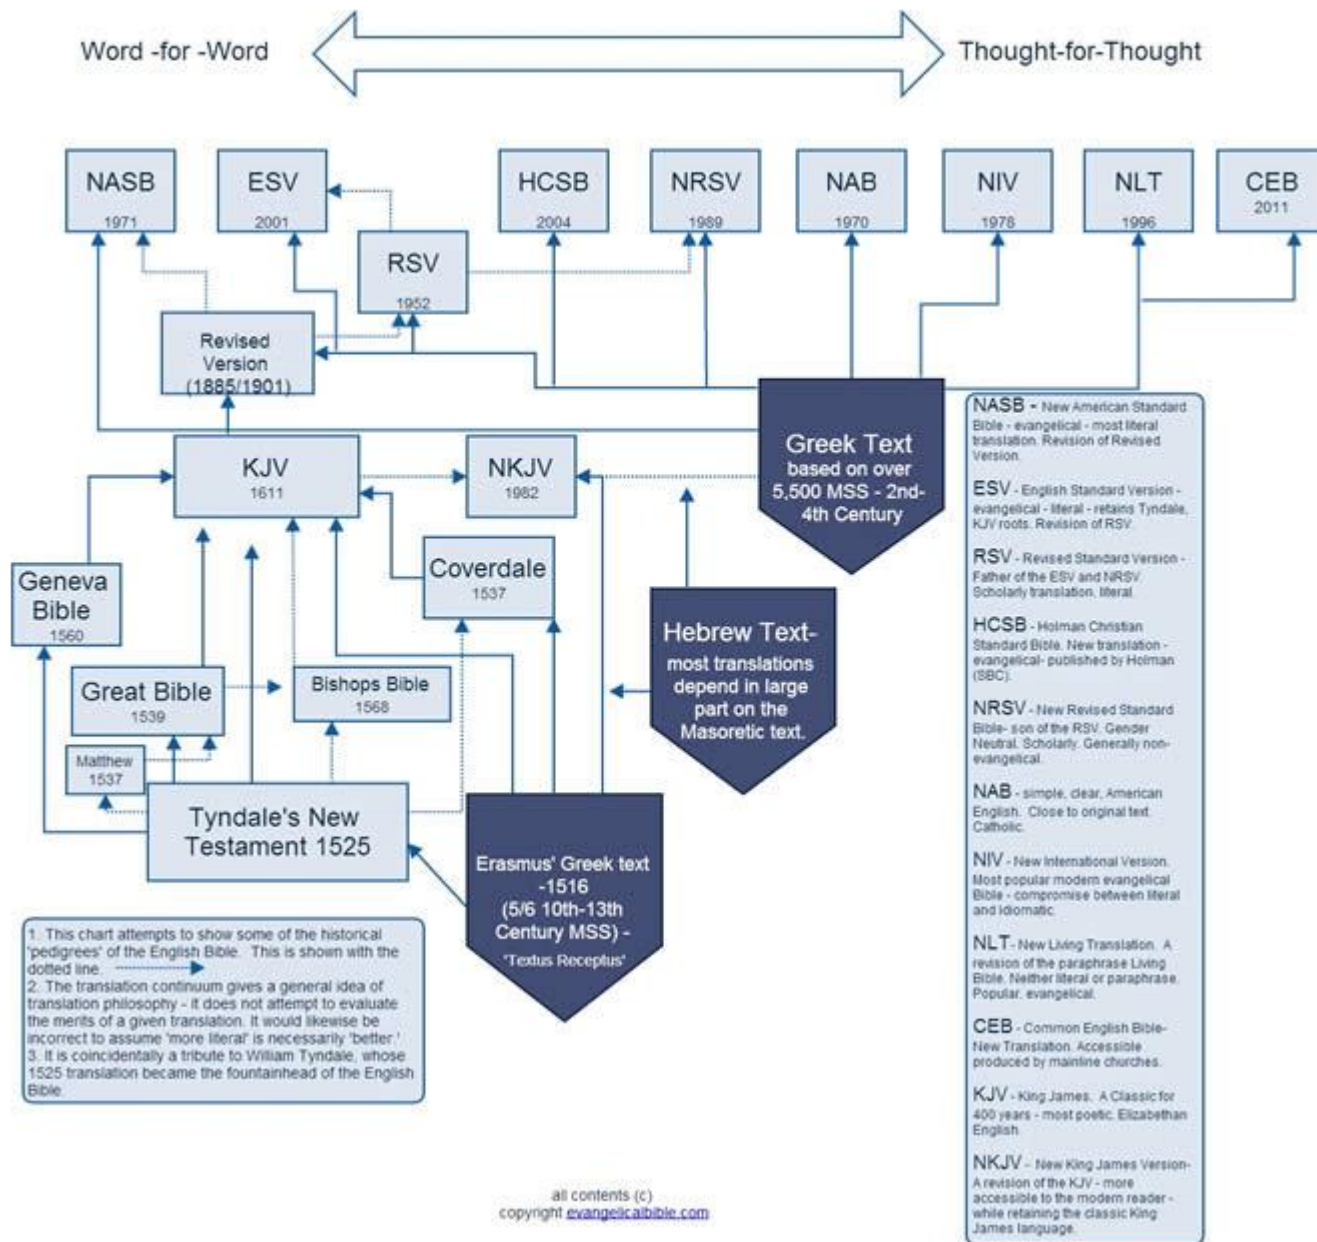 Word -for -Word
Thought-for-Thought
NASB
1971
ESV
2001
HCSB
2004
NRSV
1989
NAB
1970
NIV
1978
NLT
1996
CEB
2011
RSV
1952
Revised
Version
(1885/1901)
KJV
1611
NKJV
1982
Greek Text
based on over
5,500 MSS - 2nd-
4th Century
Geneva
Bible
1560
Coverdale
1537
Hebrew Text-
most translations
depend in large
part on the
Masoretic text.
Great Bible
1539
Bishops Bible
1568
Matthew
1537
Tyndale's New
Testament 1525
Erasmus' Greek text
-1516
(5/6 10th-13th
Century MSS) -
'Textus Receptus'
1. This chart attempts to show some of the historical
'pedigrees' of the English Bible. This is shown with the
dotted line.
2. The translation continuum gives a general idea of
translation philosophy - it does not attempt to evaluate
the merits of a given translation. It would likewise be
incorrect to assume 'more literal' is necessarily 'better.'
3. It is coincidentally a tribute to William Tyndale, whose
1525 translation became the fountainhead of the English
Bible.
NASB - New American Standard
Bible - evangelical - most literal
translation. Revision of Revised
Version.
ESV - English Standard Version -
evangelical - literal - retains Tyndale,
KJV roots. Revision of RSV.
RSV - Revised Standard Version -
Father of the ESV and NRSV.
Scholarly translation, literal.
HCSB - Holman Christian
Standard Bible. New translation -
evangelical- published by Holman
(SBC).
NRSV - New Revised Standard
Bible- son of the RSV. Gender
Neutral. Scholarly. Generally non-
evangelical.
NAB - simple, clear, American
English. Close to original text.
Catholic.
NIV - New International Version.
Most popular modern evangelical
Bible - compromise between literal
and idiomatic.
NLT- New Living Translation. A
revision of the paraphrase Living
Bible. Neither literal or paraphrase.
Popular, evangelical.
CEB - Common English Bible-
New Translation. Accessible
produced by mainline churches.
KJV - King James. A Classic for
400 years - most poetic. Elizabethan
English
NKJV - New King James Version-
A revision of the KJV - more
accessible to the modern reader -
while retaining the classic King
James language.
all contents (c)
copyright evangelicalbible.com